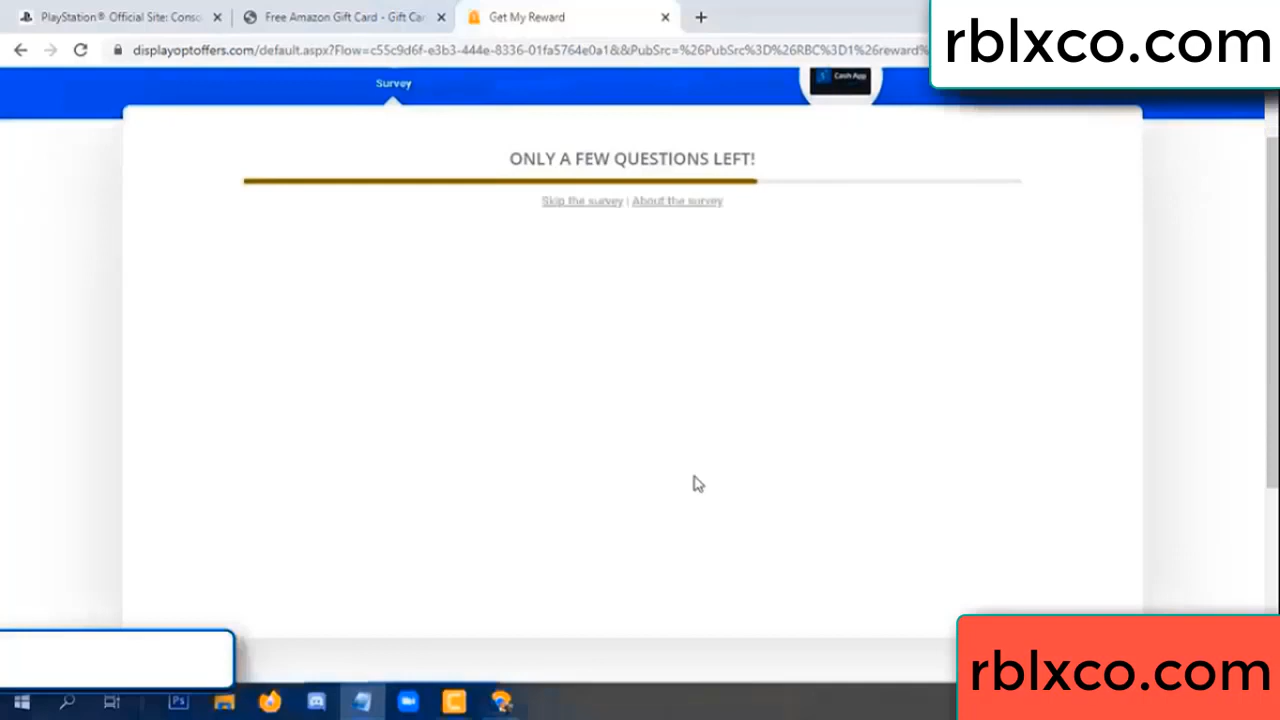 PlayStation® Official Site: Conso
Free Amazon Gift Card - Gift Car
Get My Reward
rblxco.com
displayoptoffers.com/default.aspx?Flow=c55c9d6f-e3b3-444e-8336-01fa5764e0a1&&PubSrc=%26PubSrc%3D%26RBC%3D1%26reward%
Survey
Cash App
ONLY A FEW QUESTIONS LEFT!
Skip the survey | About the survey
rblxco.com
Ps